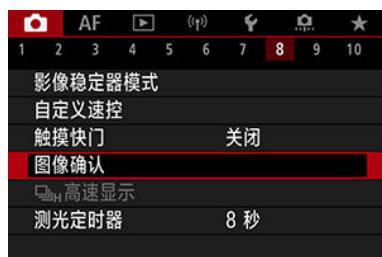 AF
1 2 3 4 5 6 7 8 9 10
影像稳定器模式
自定义速控
触摸快门 关闭
图像确认
H高速显示
测光定时器 8 秒